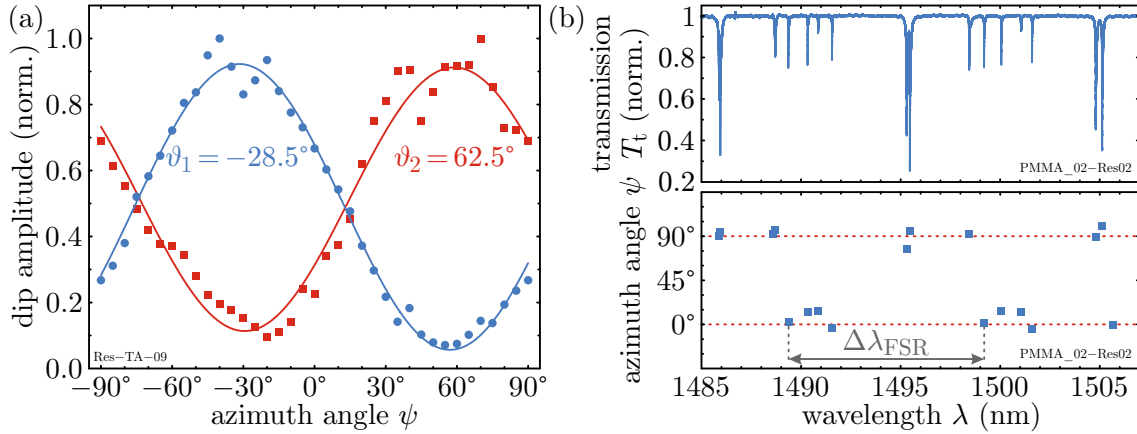 (a)
dip amplitude (norm.)
1.0
0.8
0.6
0.4
0.2
0.0
ϑ₁ = −28.5°
ϑ₂ = 62.5°
Res−TA−09
−90° −60° −30° 0° 30° 60° 90°
azimuth angle ψ
(b)
transmission
Tₜ (norm.)
1
0.8
0.6
0.4
0.2
PMMA_02−Res02
azimuth angle ψ
90°
45°
0°
Δλ_FSR
PMMA_02−Res02
1485 1490 1495 1500 1505
wavelength λ (nm)